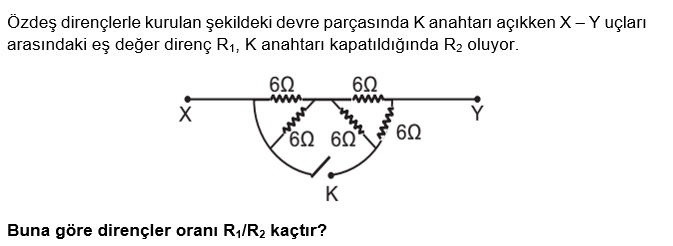 Özdeş dirençlerle kurulan şekildeki devre parçasında K anahtarı açıkken X – Y uçları
arasındaki eş değer direnç R₁, K anahtarı kapatıldığında R₂ oluyor.
6Ω 6Ω
X Y
6Ω 6Ω 6Ω
K
Buna göre dirençler oranı R₁/R₂ kaçtır?